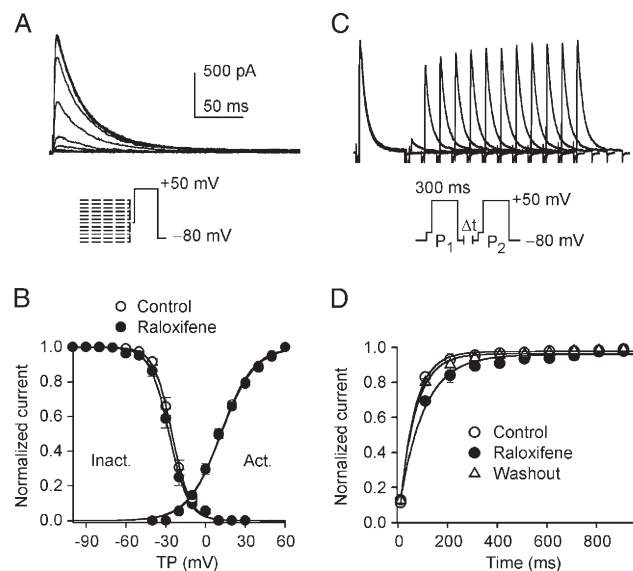 A
500 pA
50 ms
+50 mV
−80 mV
C
300 ms
+50 mV
Δt
P1
P2
−80 mV
B
Control
Raloxifene
Normalized current
1.0
0.8
0.6
0.4
0.2
0.0
Inact.
Act.
-90 -60 -30 0 30 60
TP (mV)
D
Normalized current
1.0
0.8
0.6
0.4
0.2
0.0
Control
Raloxifene
Washout
0 200 400 600 800
Time (ms)